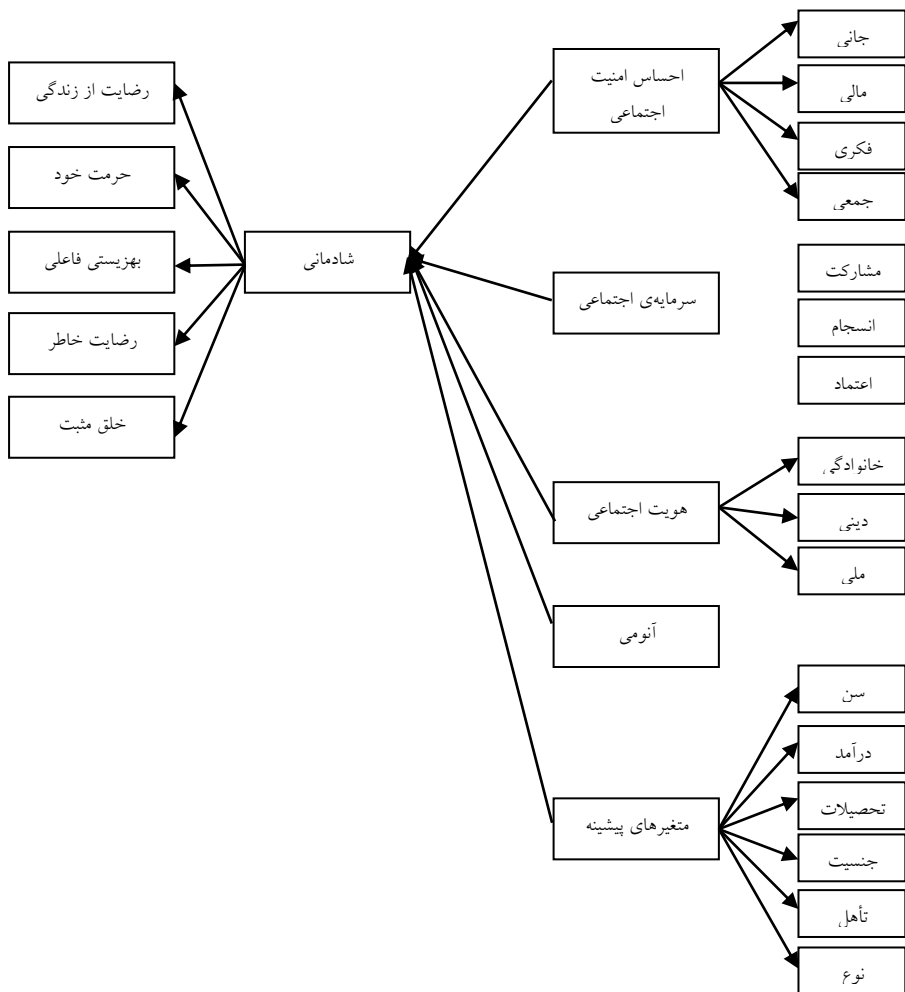 جانی
مالی
فکری
جمعی
احساس امنیت
اجتماعی
مشارکت
انسجام
اعتماد
سرمایه‌ی اجتماعی
خانوادگی
دینی
ملی
هویت اجتماعی
آنومی
سن
درآمد
تحصیلات
جنسیت
تأهل
نوع
متغیرهای پیشینه
شادمانی
رضایت از زندگی
حرمت خود
بهزیستی فاعلی
رضایت خاطر
خلق مثبت